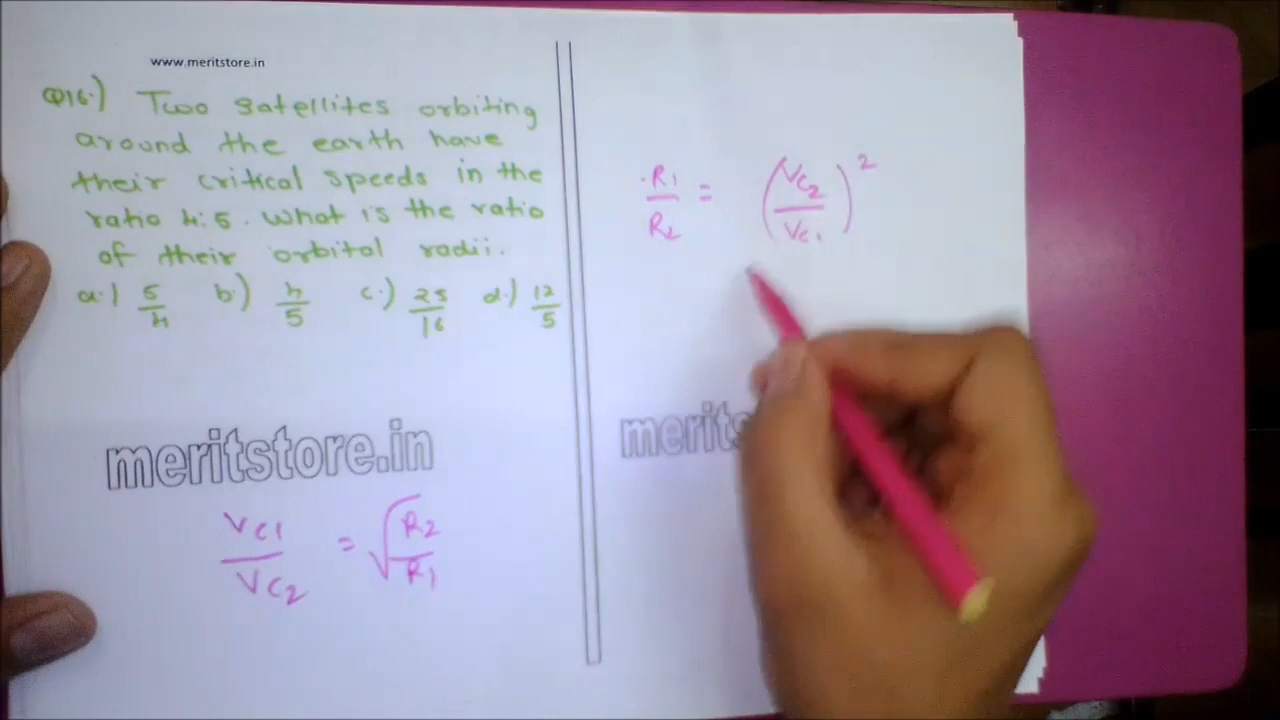 www.meritstore.in
Q16.) Two satellites orbiting
around the earth have
their critical speeds in the
ratio 4:5. What is the ratio
of their orbital radii.
a.) 5/4 b.) 4/5 c.) 25/16 d.) 12/5
meritstore.in
VC1/VC2 = √R2/R1
R1/R2 = (VC2/VC1)²
merits